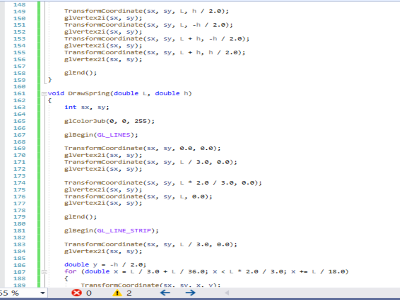 148
149 TransformCoordinate(sx, sy, L, h / 2.0);
150 glVertex2i(sx, sy);
151 TransformCoordinate(sx, sy, L, -h / 2.0);
152 glVertex2i(sx, sy);
153 TransformCoordinate(sx, sy, L + h, -h / 2.0);
154 glVertex2i(sx, sy);
155 TransformCoordinate(sx, sy, L + h, h / 2.0);
156 glVertex2i(sx, sy);
157
158 glEnd();
159 }
160
161 void DrawSpring(double L, double h)
162 {
163 int sx, sy;
164
165 glColor3ub(0, 0, 255);
166
167 glBegin(GL_LINES);
168
169 TransformCoordinate(sx, sy, 0.0, 0.0);
170 glVertex2i(sx, sy);
171 TransformCoordinate(sx, sy, L / 3.0, 0.0);
172 glVertex2i(sx, sy);
173
174 TransformCoordinate(sx, sy, L * 2.0 / 3.0, 0.0);
175 glVertex2i(sx, sy);
176 TransformCoordinate(sx, sy, L, 0.0);
177 glVertex2i(sx, sy);
178
179 glEnd();
180
181 glBegin(GL_LINE_STRIP);
182
183 TransformCoordinate(sx, sy, L / 3.0, 0.0);
184 glVertex2i(sx, sy);
185
186 double y = -h / 2.0;
187 for (double x = L / 3.0 + L / 36.0; x < L * 2.0 / 3.0; x += L / 18.0)
188 {
189 TransformCoordinate(sx, sy, x, y);
55 % 0 2